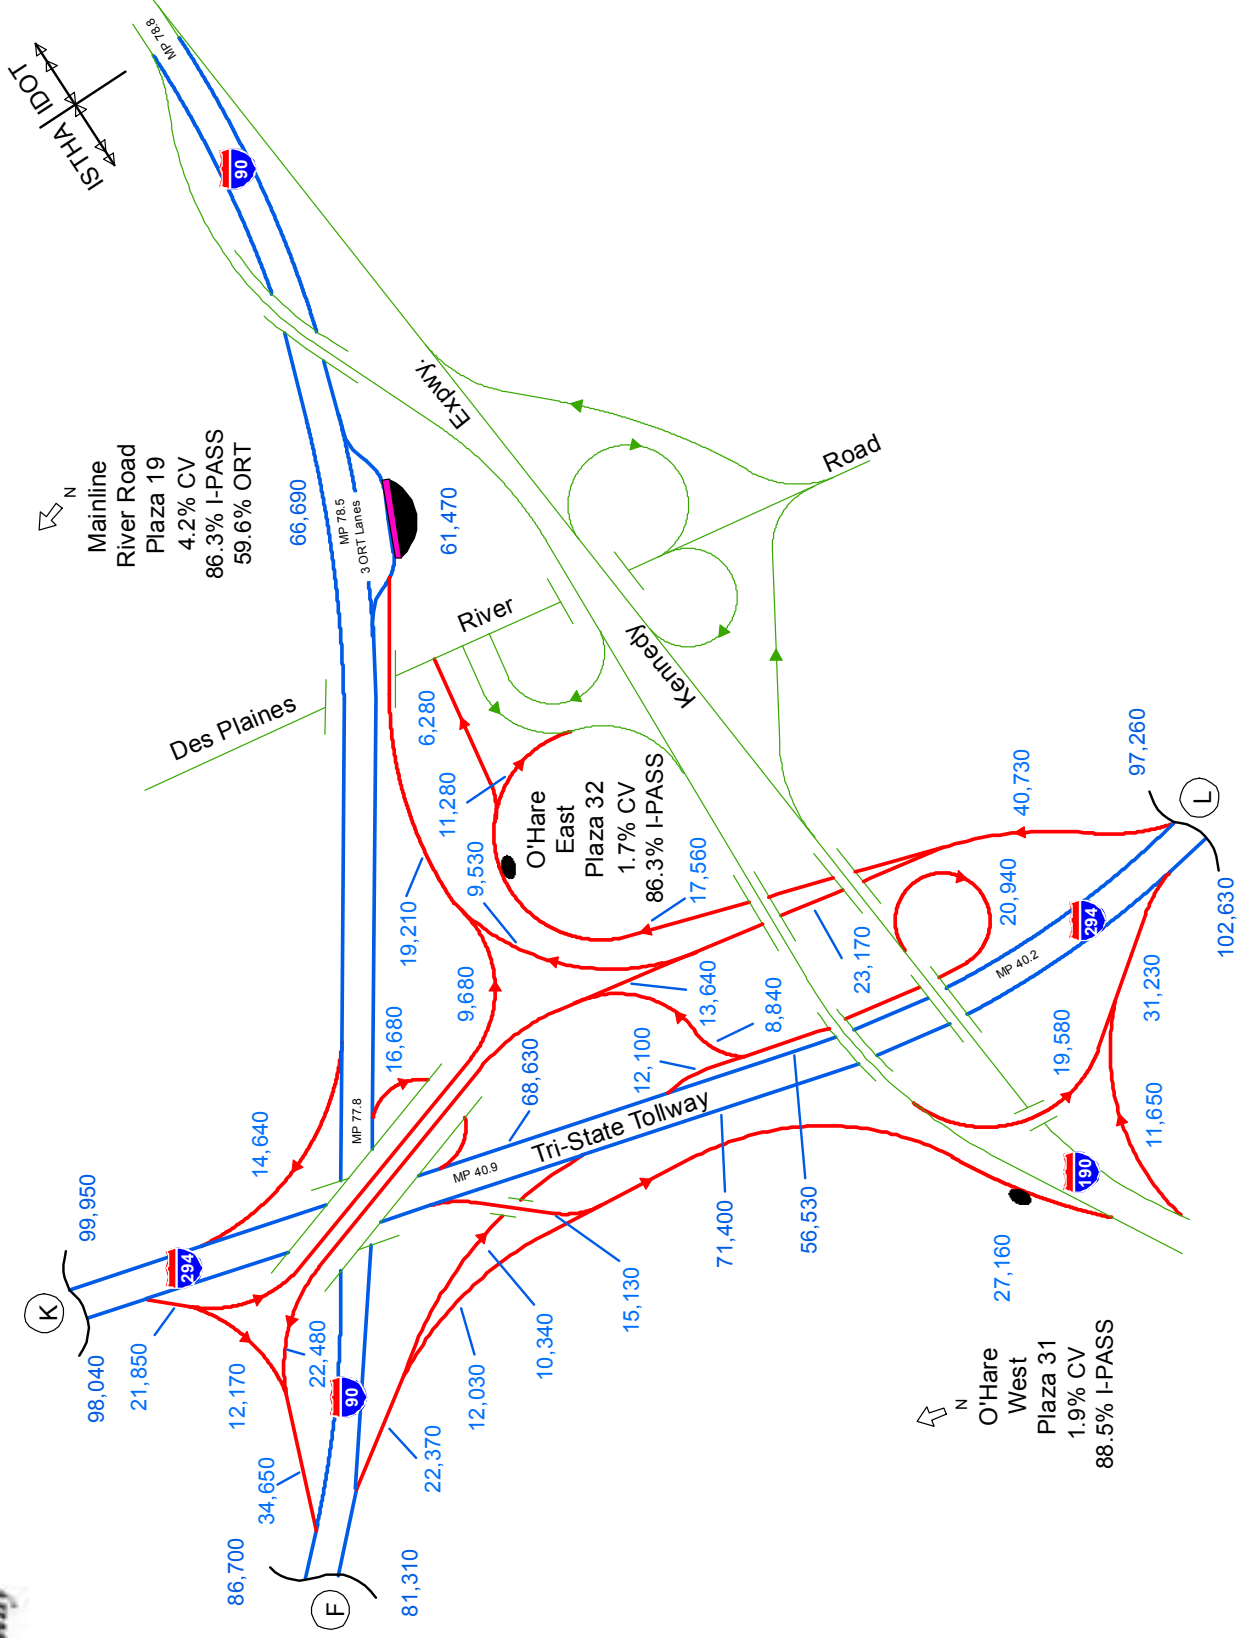 MP 78.8
ISTHA | IDOT
90
Expwy.
Road
N
Mainline
River Road
Plaza 19
4.2% CV
86.3% I-PASS
59.6% ORT
66,690
MP 78.5
3 ORT Lanes
61,470
River
Kennedy
Des Plaines
6,280
11,280
9,530
19,210
O'Hare
East
Plaza 32
1.7% CV
86.3% I-PASS
17,560
97,260
40,730
L
20,940
294
102,630
MP 40.2
23,170
13,640
8,840
9,680
16,680
12,100
68,630
31,230
19,580
11,650
MP 77.8
14,640
Tri-State Tollway
MP 40.9
99,950
294
K
98,040
21,850
71,400
56,530
190
27,160
15,130
10,340
12,030
22,480
12,170
90
22,370
34,650
86,700
F
81,310
N
O'Hare
West
Plaza 31
1.9% CV
88.5% I-PASS